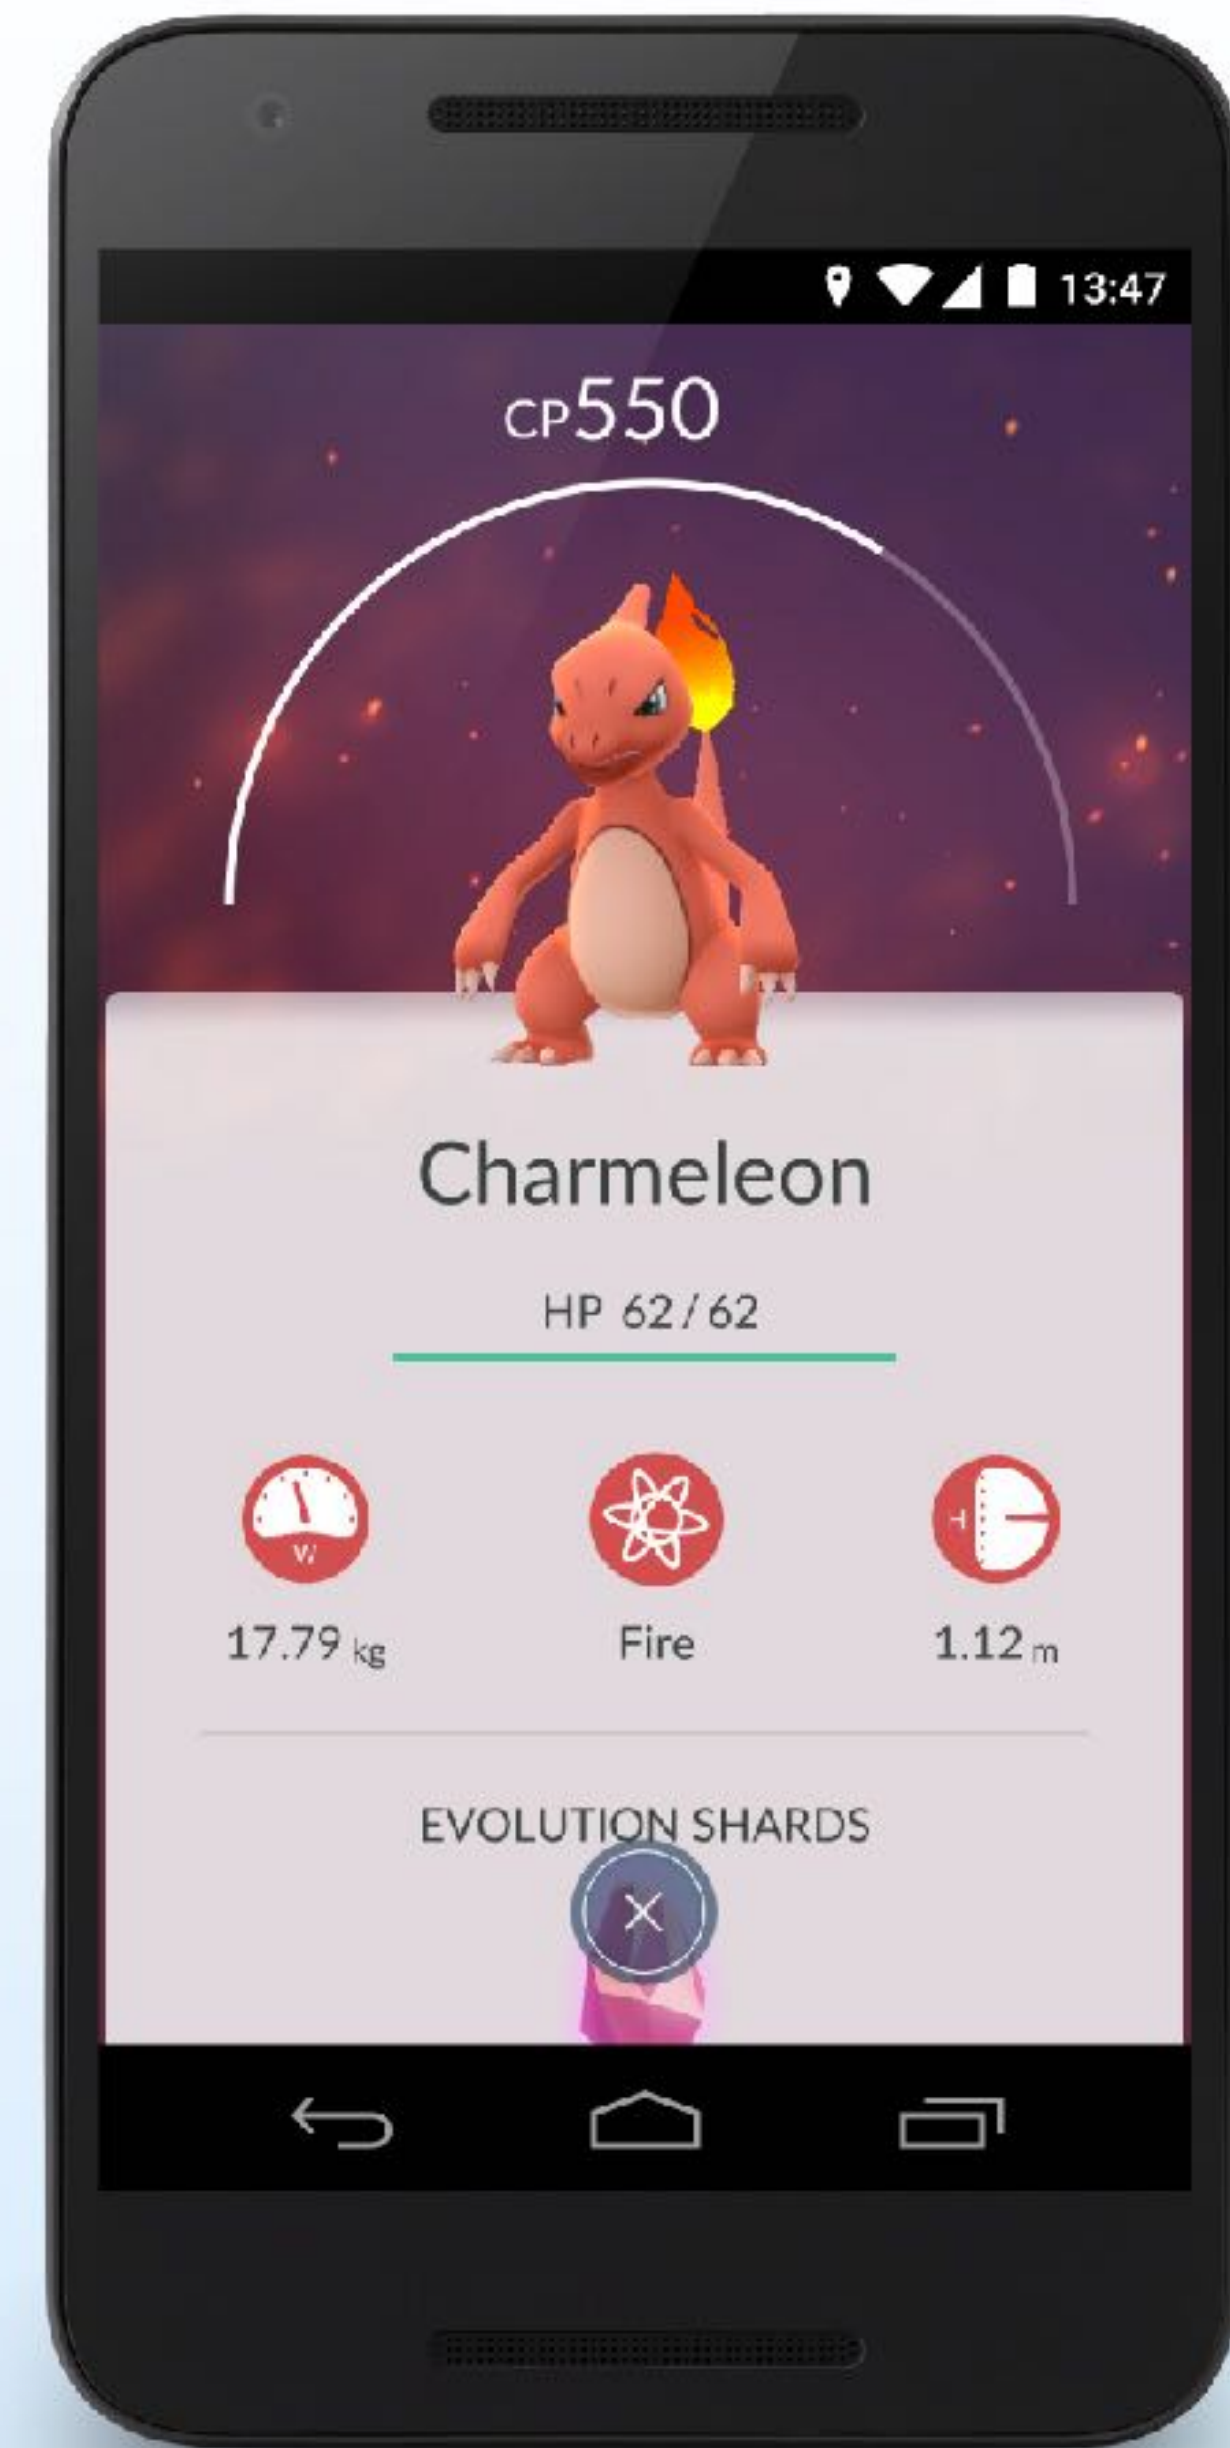 13:47
CP550
Charmeleon
HP 62/62
W
H
17.79 kg
Fire
1.12 m
EVOLUTION SHARDS